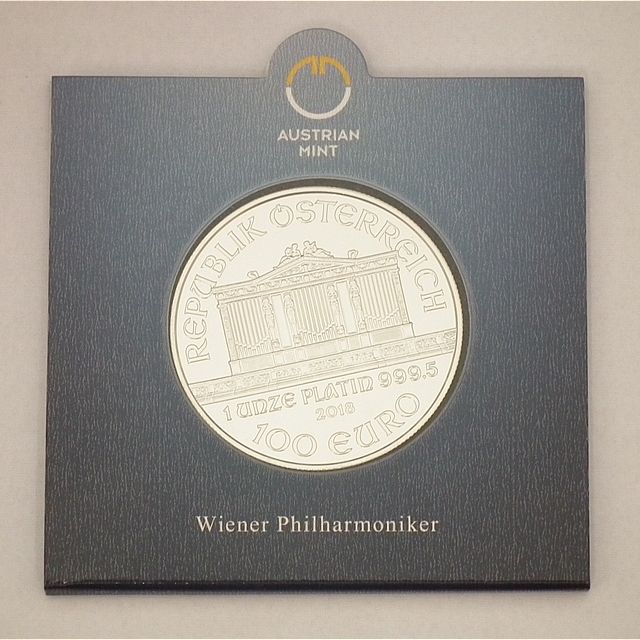 AUSTRIAN
MINT
REPUBLIK ÖSTERREICH
1 UNZE PLATIN 999.5
2018
100 EURO
Wiener Philharmoniker